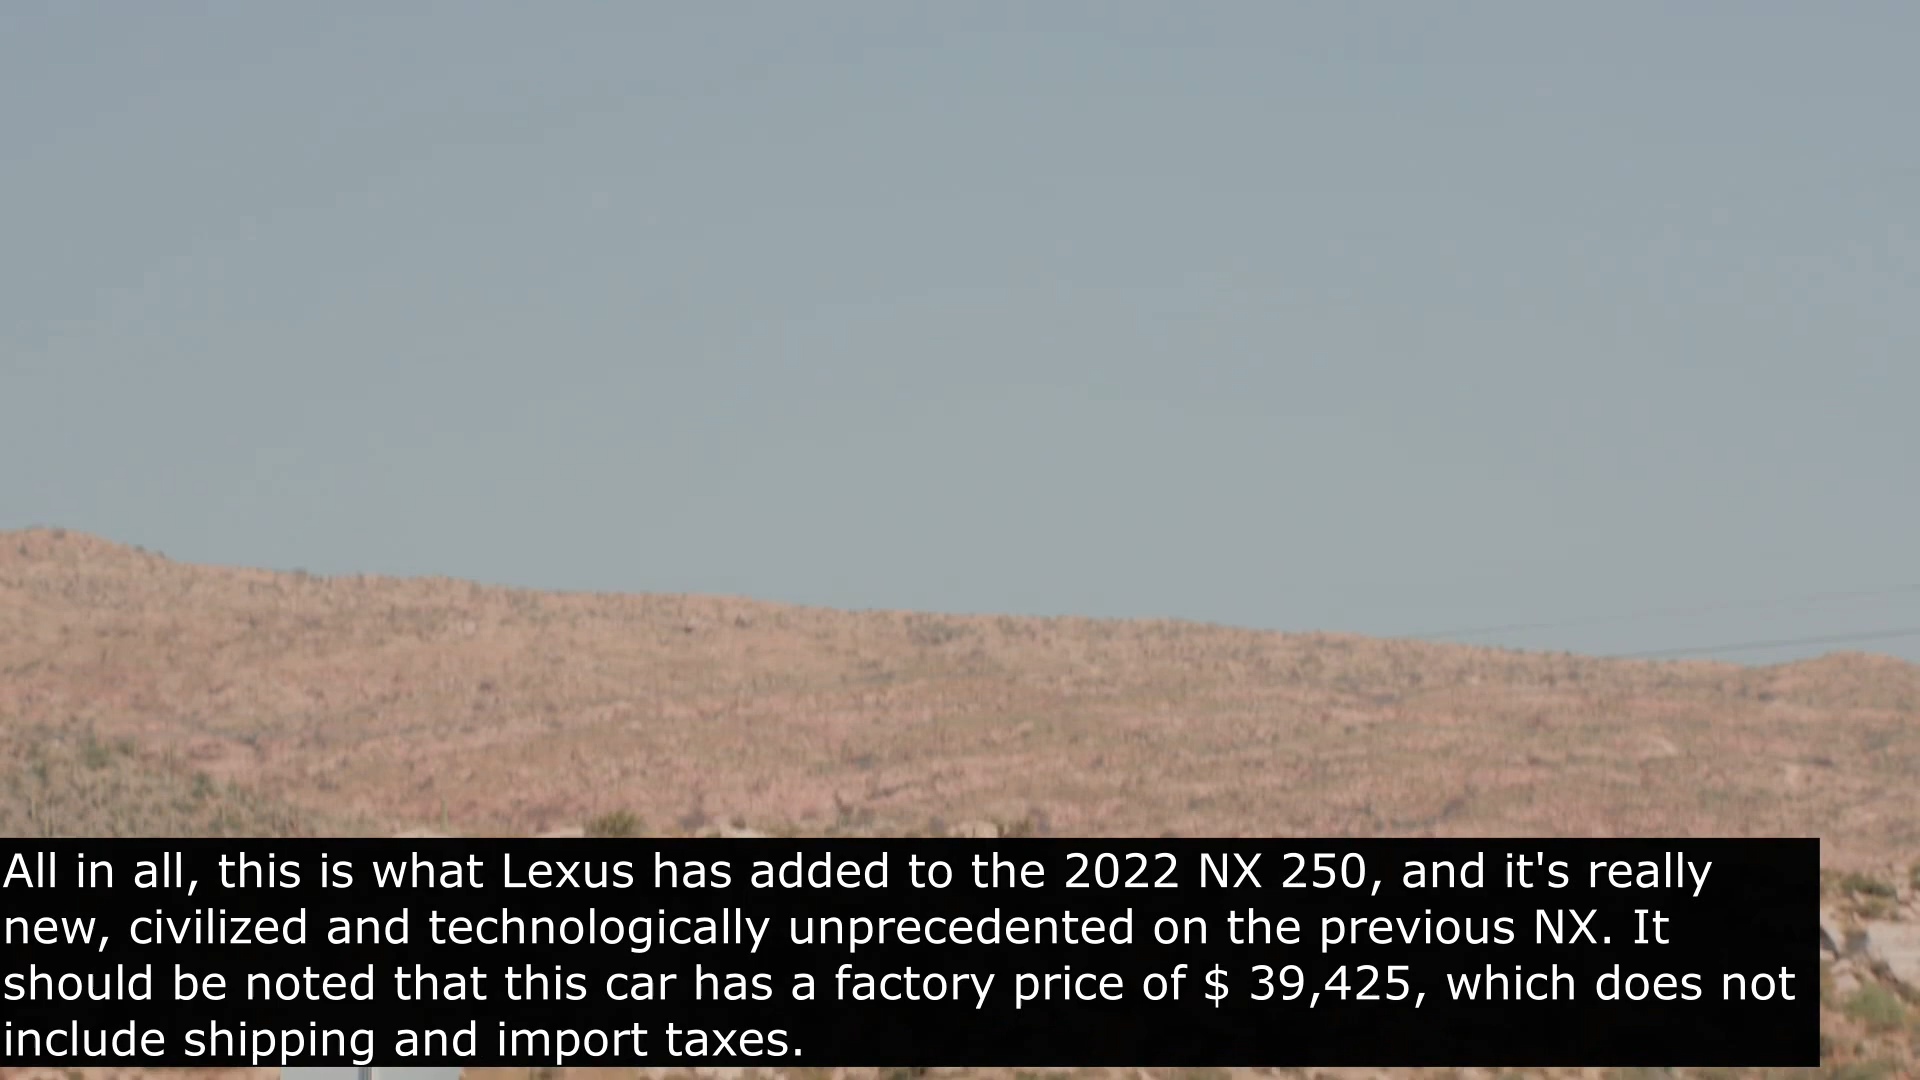 All in all, this is what Lexus has added to the 2022 NX 250, and it's really
new, civilized and technologically unprecedented on the previous NX. It
should be noted that this car has a factory price of $ 39,425, which does not
include shipping and import taxes.